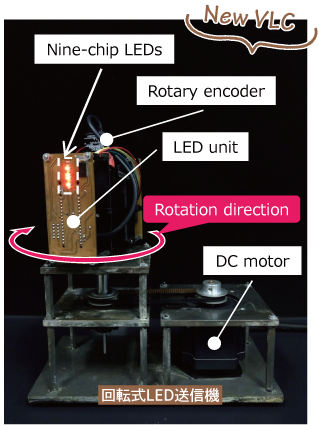 New VLC
Nine-chip LEDs
Rotary encoder
LED unit
Rotation direction
DC motor
回転式LED送信機